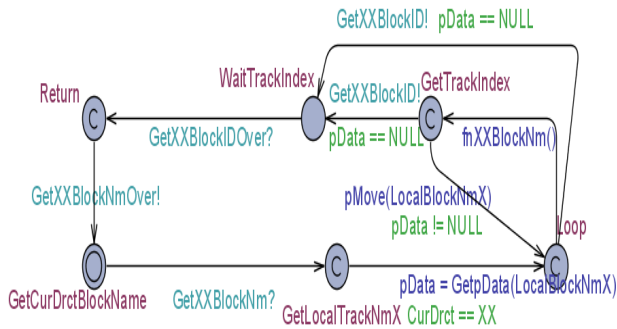 GetXXBlockID! pData == NULL
WaitTrackIndex
GetTrackIndex
Return
GetXXBlockID!
C
C
GetXXBlockIDOver?
pData == NULL
fnXXBlockNm()
GetXXBlockNmOver!
pMove(LocalBlockNmX)
pData != NULL
Loop
C
C
pData = GetpData(LocalBlockNmX)
GetCurDrctBlockName
GetXXBlockNm?
GetLocalTrackNmX
CurDrct == XX